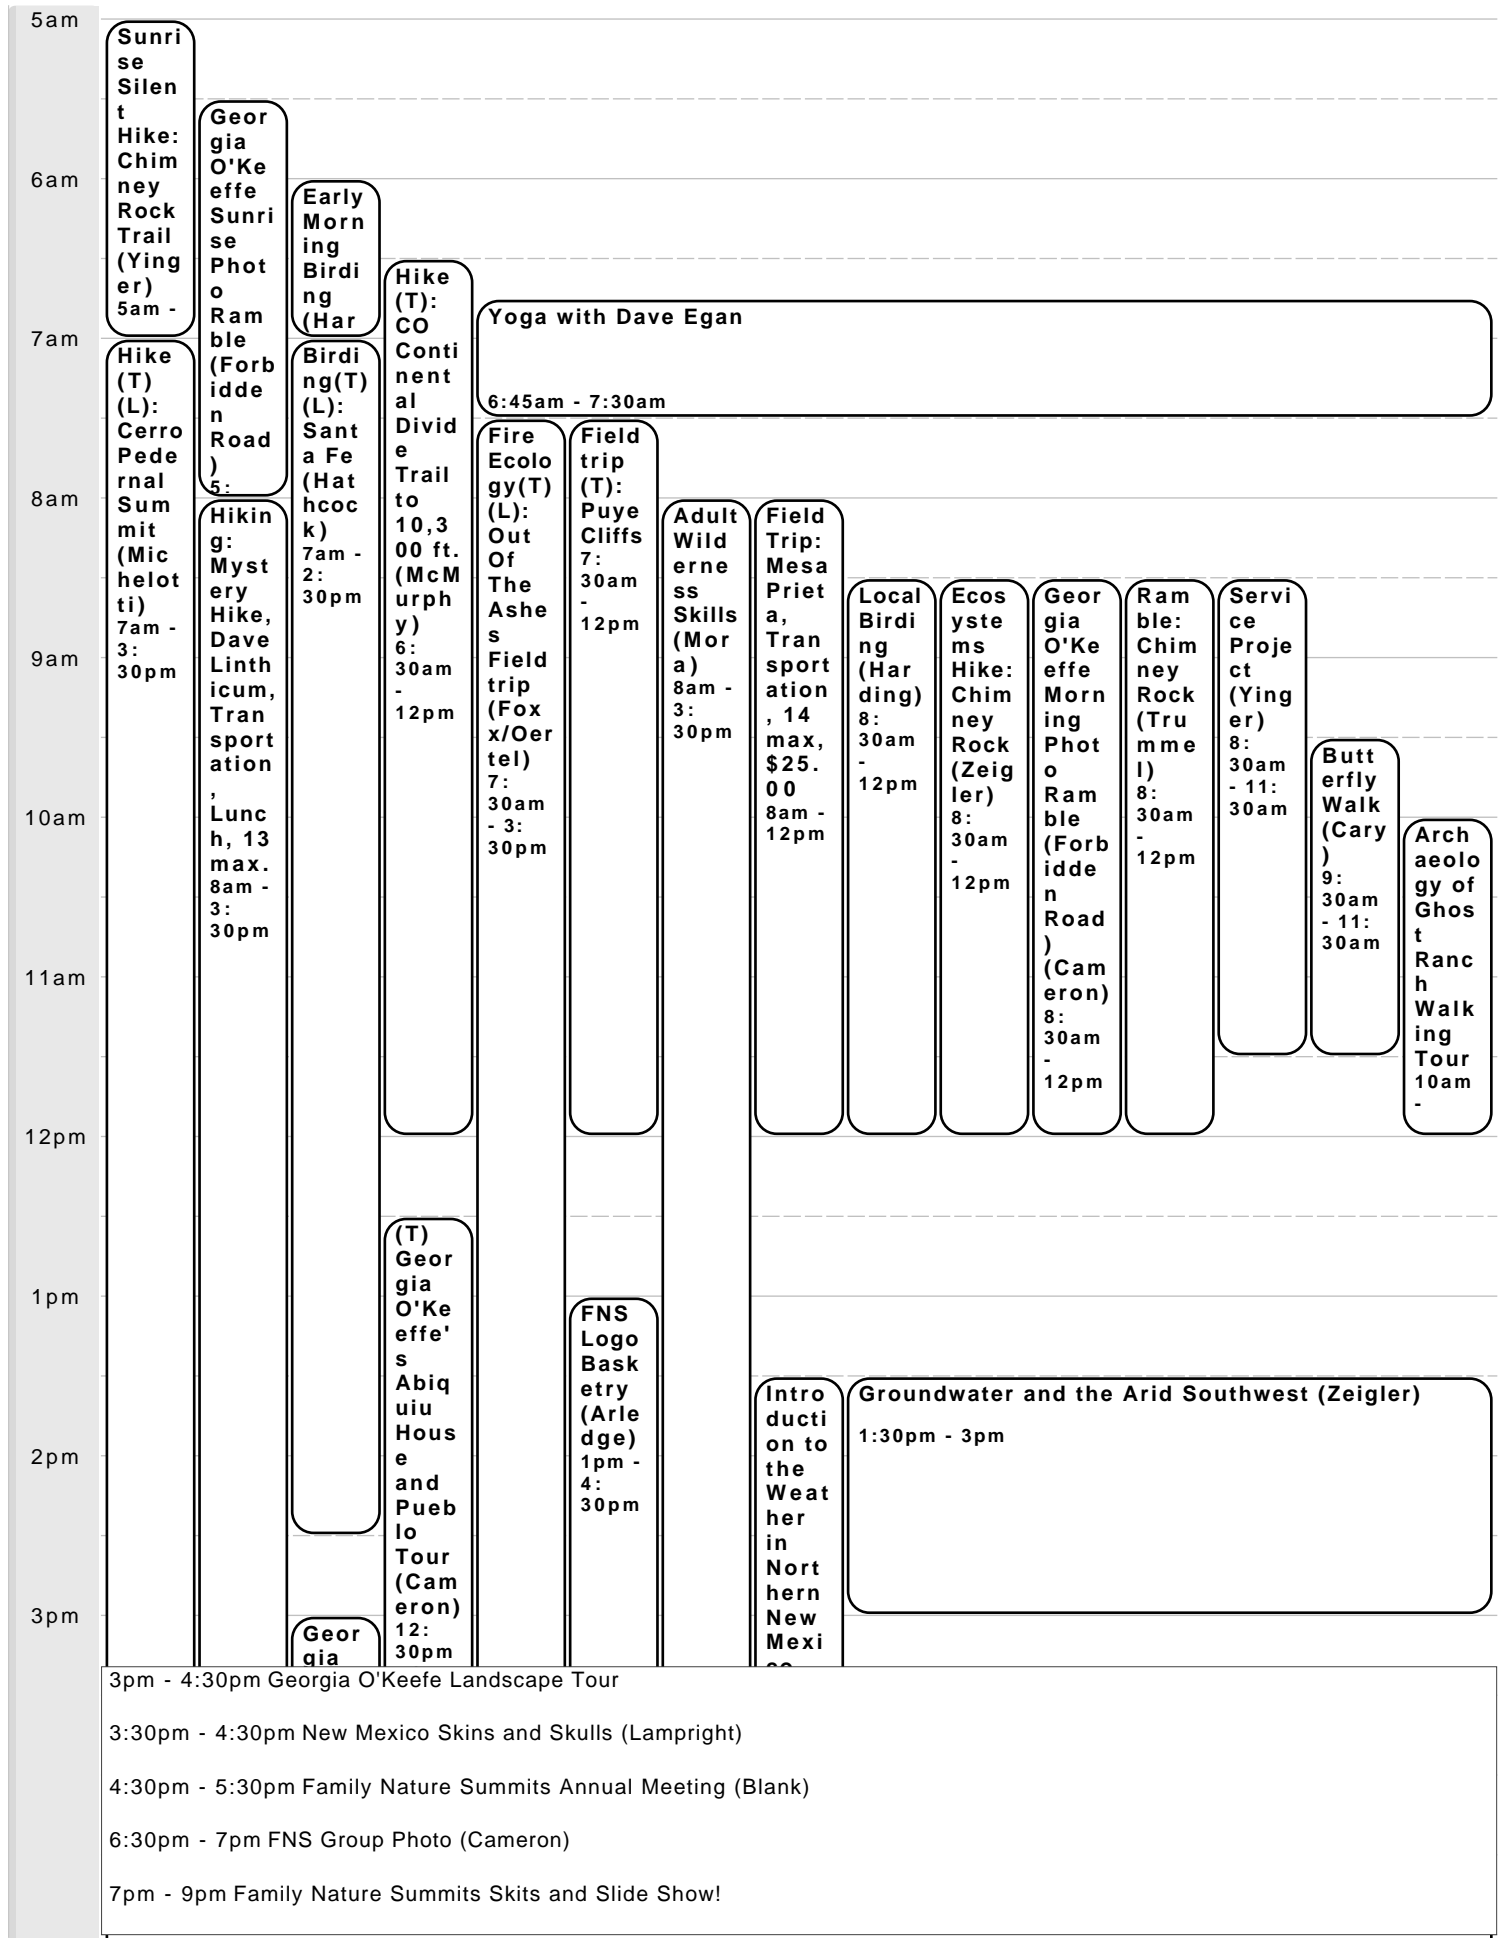 5am
6am
7am
8am
9am
10am
11am
12pm
1pm
2pm
3pm
Sunri
se
Silen
t
Hike:
Chim
ney
Rock
Trail
(Ying
er)
5am -
Hike
(T)
(L):
Cerro
Pede
rnal
Sum
mit
(Mic
helot
ti)
7am -
3:
30pm
Geor
gia
O'Ke
effe
Sunri
se
Phot
o
Ram
ble
(Forb
idde
n
Road
)
5:
Hikin
g:
Myst
ery
Hike,
Dave
Linth
icum,
Tran
sport
ation
,
Lunc
h, 13
max.
8am -
3:
30pm
Early
Morn
ing
Birdi
ng
(Har
Birdi
ng(T)
(L):
Sant
a Fe
(Hat
hcoc
k)
7am -
2:
30pm
Geor
gia
Hike
(T):
CO
Conti
nent
al
Divid
e
Trail
to
10,3
00 ft.
(McM
urph
y)
6:
30am
-
12pm
(T)
Geor
gia
O'Ke
effe'
s
Abiq
uiu
Hous
e
and
Pueb
lo
Tour
(Cam
eron)
12:
30pm
Yoga with Dave Egan
6:45am - 7:30am
Fire
Ecolo
gy(T)
(L):
Out
Of
The
Ashe
s
Field
trip
(Fox
x/Oer
tel)
7:
30am
- 3:
30pm
Field
trip
(T):
Puye
Cliffs
7:
30am
-
12pm
FNS
Logo
Bask
etry
(Arle
dge)
1pm -
4:
30pm
Adult
Wild
erne
ss
Skills
(Mor
a)
8am -
3:
30pm
Field
Trip:
Mesa
Priet
a,
Tran
sport
ation
, 14
max,
$25.
00
8am -
12pm
Intro
ducti
on to
the
Weat
her
in
Nort
hern
New
Mexi
Local
Birdi
ng
(Har
ding)
8:
30am
-
12pm
Ecos
yste
ms
Hike:
Chim
ney
Rock
(Zeig
ler)
8:
30am
-
12pm
Geor
gia
O'Ke
effe
Morn
ing
Phot
o
Ram
ble
(Forb
idde
n
Road
)
(Cam
eron)
8:
30am
-
12pm
Ram
ble:
Chim
ney
Rock
(Tru
mme
l)
8:
30am
-
12pm
Servi
ce
Proje
ct
(Ying
er)
8:
30am
- 11:
30am
Butt
erfly
Walk
(Cary
)
9:
30am
- 11:
30am
Arch
aeolo
gy of
Ghos
t
Ranc
h
Walk
ing
Tour
10am
-
Groundwater and the Arid Southwest (Zeigler)
1:30pm - 3pm
3pm - 4:30pm Georgia O'Keefe Landscape Tour
3:30pm - 4:30pm New Mexico Skins and Skulls (Lampright)
4:30pm - 5:30pm Family Nature Summits Annual Meeting (Blank)
6:30pm - 7pm FNS Group Photo (Cameron)
7pm - 9pm Family Nature Summits Skits and Slide Show!